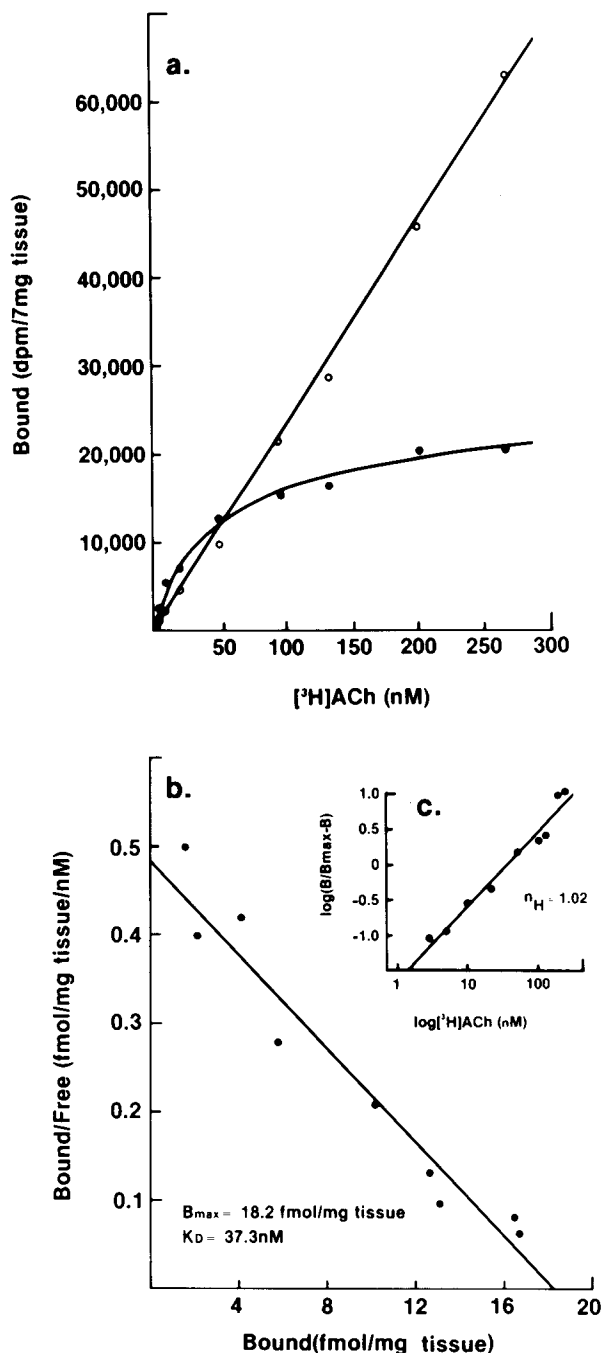 a.
60,000
50,000
40,000
30,000
20,000
10,000
Bound (dpm/7mg tissue)
50 100 150 200 250 300
[³H]ACh (nM)
b.
0.5
0.4
0.3
0.2
0.1
Bound/Free (fmol/mg tissue/nM)
Bmax = 18.2 fmol/mg tissue
KD = 37.3nM
4 8 12 16 20
Bound(fmol/mg tissue)
c.
1.0
0.5
0
-0.5
-1.0
log(B/Bmax-B)
nH = 1.02
1 10 100
log[³H]ACh (nM)